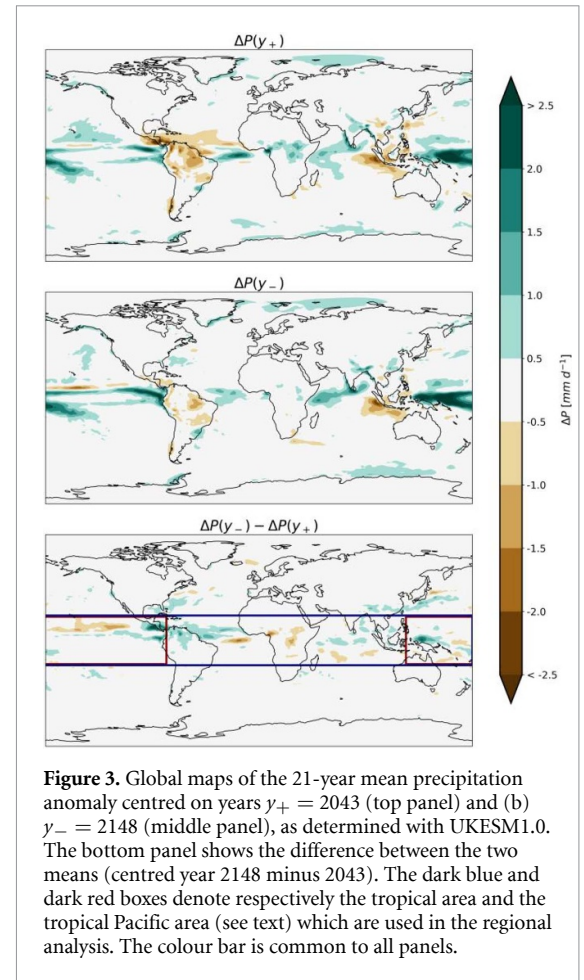 ΔP(y₊)
ΔP(y₋)
ΔP(y₋) − ΔP(y₊)
> 2.5
2.0
1.5
1.0
0.5
-0.5
-1.0
-1.5
-2.0
< -2.5
ΔP [mm d⁻¹]
Figure 3. Global maps of the 21-year mean precipitation
anomaly centred on years y₊ = 2043 (top panel) and (b)
y₋ = 2148 (middle panel), as determined with UKESM1.0.
The bottom panel shows the difference between the two
means (centred year 2148 minus 2043). The dark blue and
dark red boxes denote respectively the tropical area and the
tropical Pacific area (see text) which are used in the regional
analysis. The colour bar is common to all panels.